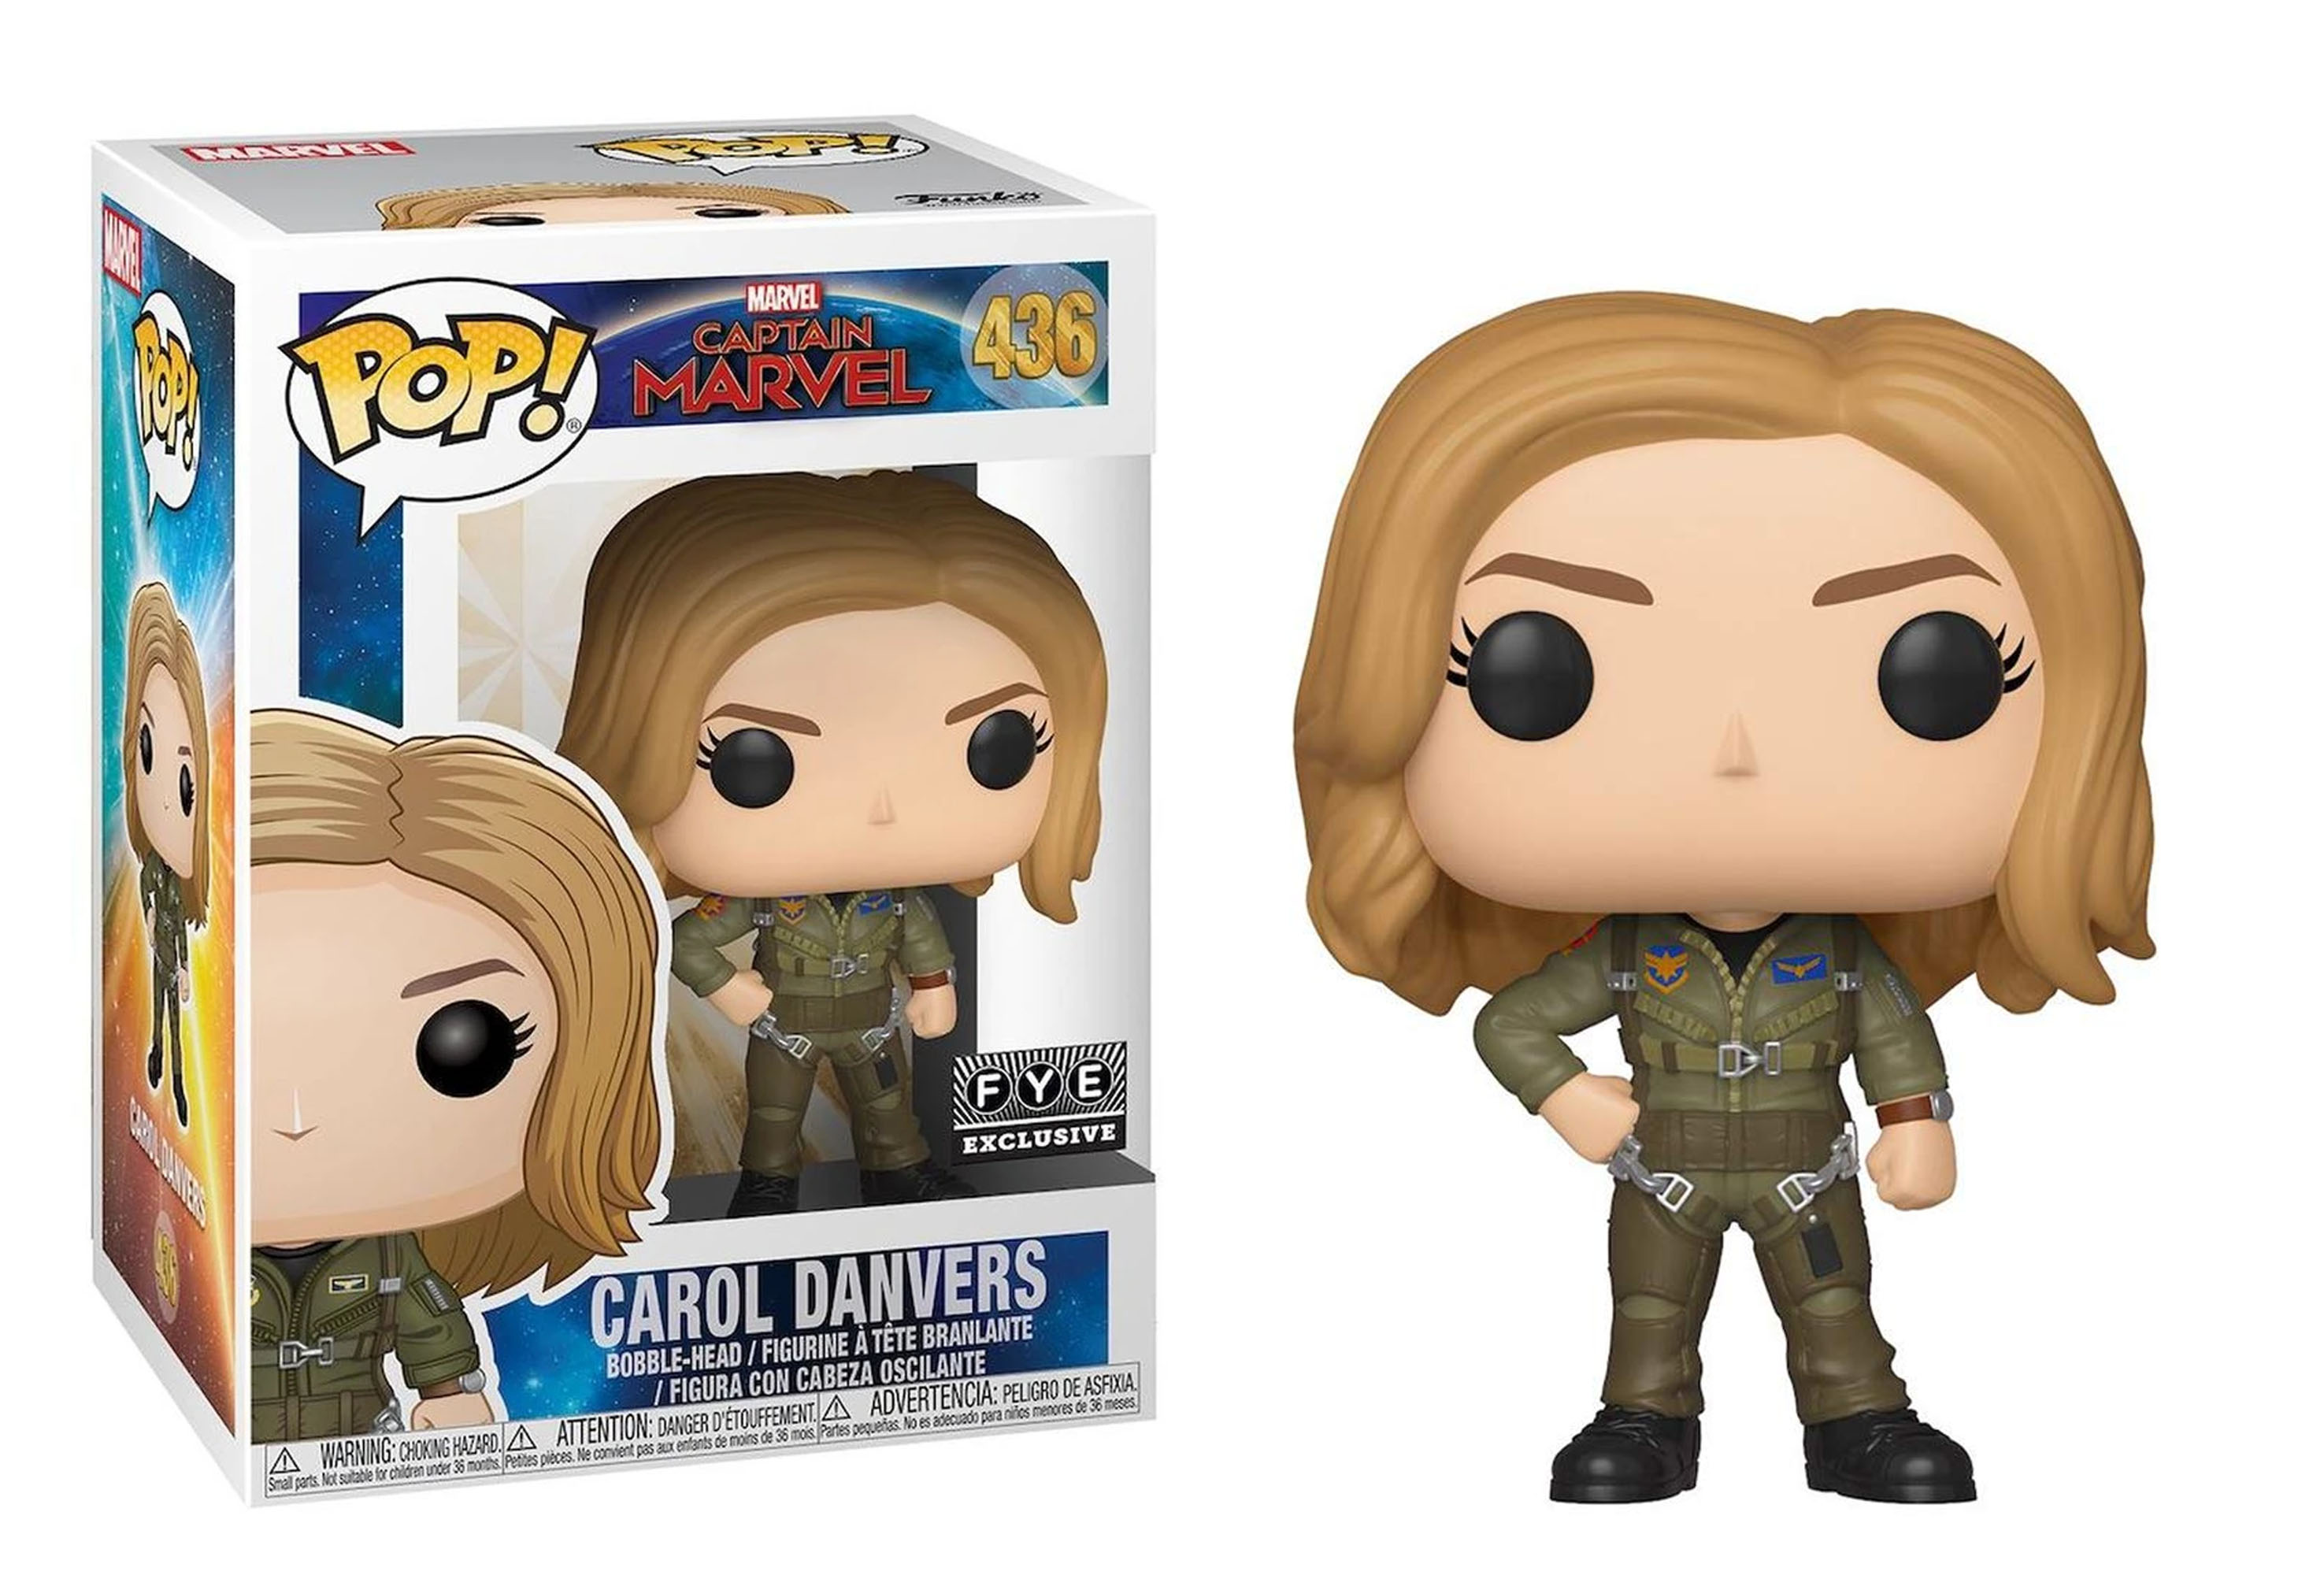 MARVEL
POP!
Funko
MARVEL
POP!
CAROL DANVERS
436
POP!®
MARVEL
CAPTAIN
MARVEL
436
FYE
EXCLUSIVE
CAROL DANVERS
BOBBLE-HEAD / FIGURINE À TÊTE BRANLANTE
/ FIGURA CON CABEZA OSCILANTE
⚠ WARNING: CHOKING HAZARD.
Small parts. Not suitable for children under 36 months.
⚠ ATTENTION: DANGER D'ÉTOUFFEMENT.
Petites pièces. Ne convient pas aux enfants de moins de 36 mois.
⚠ ADVERTENCIA: PELIGRO DE ASFIXIA.
Partes pequeñas. No es adecuado para niños menores de 36 meses.